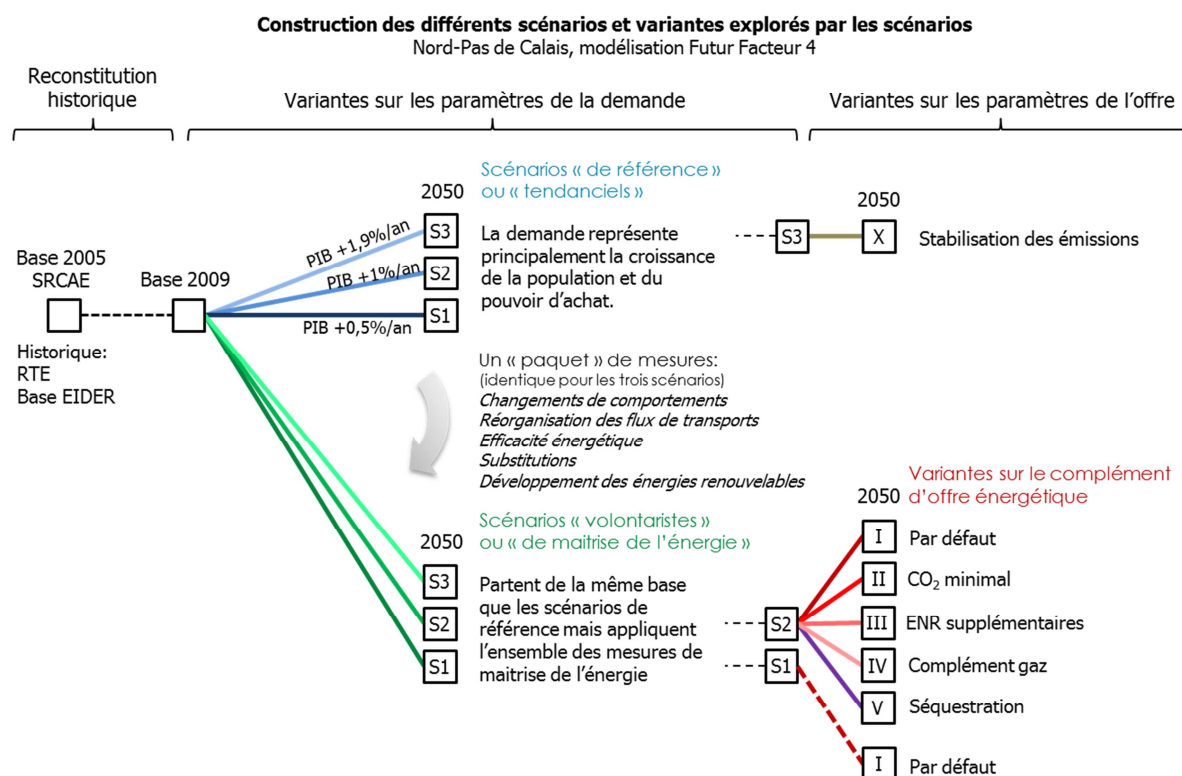 Construction des différents scénarios et variantes explorés par les scénarios
Nord-Pas de Calais, modélisation Futur Facteur 4
Reconstitution
historique
Variantes sur les paramètres de la demande
Variantes sur les paramètres de l'offre
Scénarios « de référence »
ou « tendanciels »
2050
2050
PIB +1,9%/an
S3
La demande représente
principalement la croissance
de la population et du
pouvoir d'achat.
S3
X
Stabilisation des émissions
Base 2005
SRCAE
Base 2009
PIB +1%/an
S2
PIB +0,5%/an
S1
Historique:
RTE
Base EIDER
Un « paquet » de mesures:
(identique pour les trois scénarios)
Changements de comportements
Réorganisation des flux de transports
Efficacité énergétique
Substitutions
Développement des énergies renouvelables
Variantes sur le complément
d'offre énergétique
2050
Scénarios « volontaristes »
ou « de maitrise de l'énergie »
2050
S3
S2
S1
Partent de la même base
que les scénarios de
référence mais appliquent
l'ensemble des mesures de
maitrise de l'énergie
S2
S1
I
Par défaut
II
CO₂ minimal
III
ENR supplémentaires
IV
Complément gaz
V
Séquestration
I
Par défaut